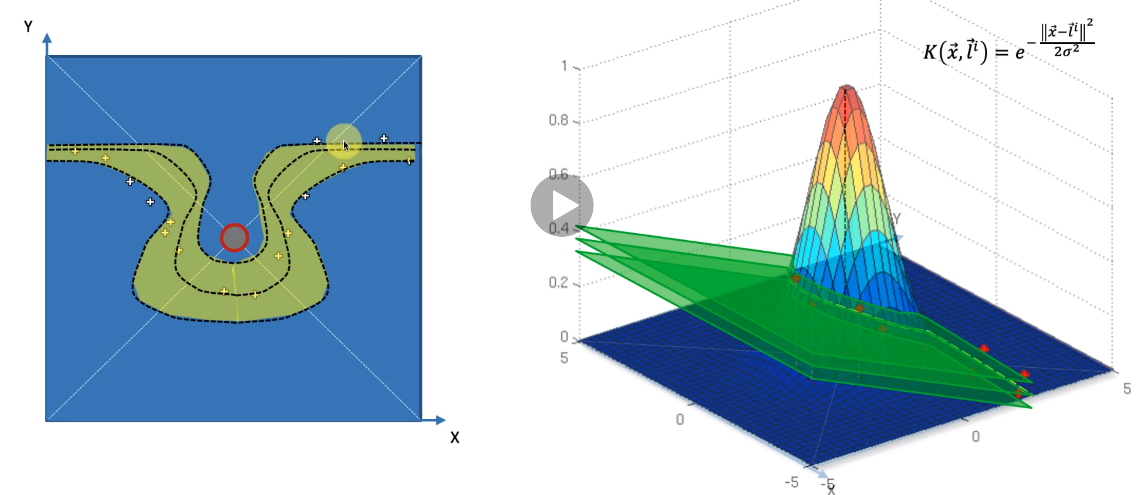 Y
X
K(x⃗, l⃗ⁱ) = e^(-‖x⃗-l⃗ⁱ‖²/2σ²)
1
0.8
0.6
0.4
0.2
0
5
0
-5
-5
0
5
Y
X